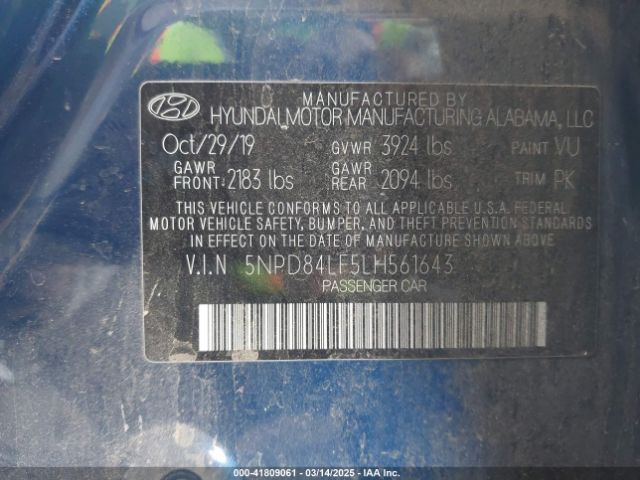 MANUFACTURED BY
HYUNDAI MOTOR MANUFACTURING ALABAMA, LLC
Oct/29/19 GVWR 3924 lbs PAINT VU
GAWR FRONT: 2183 lbs GAWR REAR 2094 lbs TRIM PK
THIS VEHICLE CONFORMS TO ALL APPLICABLE U.S.A. FEDERAL
MOTOR VEHICLE SAFETY, BUMPER, AND THEFT PREVENTION STANDARDS
IN EFFECT ON THE DATE OF MANUFACTURE SHOWN ABOVE.
V.I.N 5NPD84LF5LH561643
PASSENGER CAR
000-41809061 — 03/14/2025 — IAA Inc.